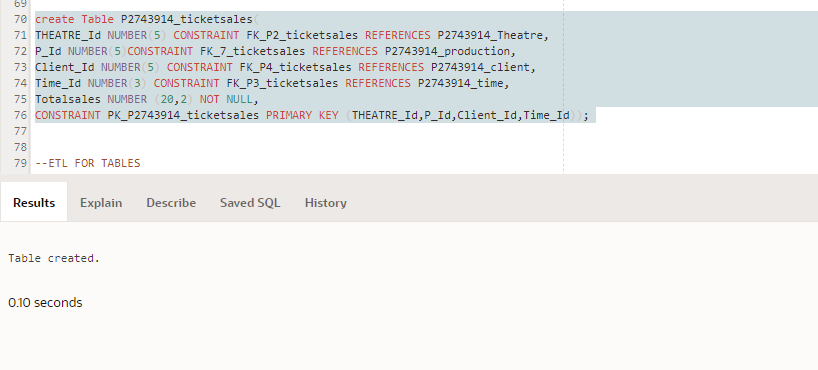 69
70 create Table P2743914_ticketsales(
71 THEATRE_Id NUMBER(5) CONSTRAINT FK_P2_ticketsales REFERENCES P2743914_Theatre,
72 P_Id NUMBER(5)CONSTRAINT FK_7_ticketsales REFERENCES P2743914_production,
73 Client_Id NUMBER(5) CONSTRAINT FK_P4_ticketsales REFERENCES P2743914_client,
74 Time_Id NUMBER(3) CONSTRAINT FK_P3_ticketsales REFERENCES P2743914_time,
75 Totalsales NUMBER (20,2) NOT NULL,
76 CONSTRAINT PK_P2743914_ticketsales PRIMARY KEY (THEATRE_Id,P_Id,Client_Id,Time_Id));
77
78
79 --ETL FOR TABLES
Results Explain Describe Saved SQL History
Table created.
0.10 seconds